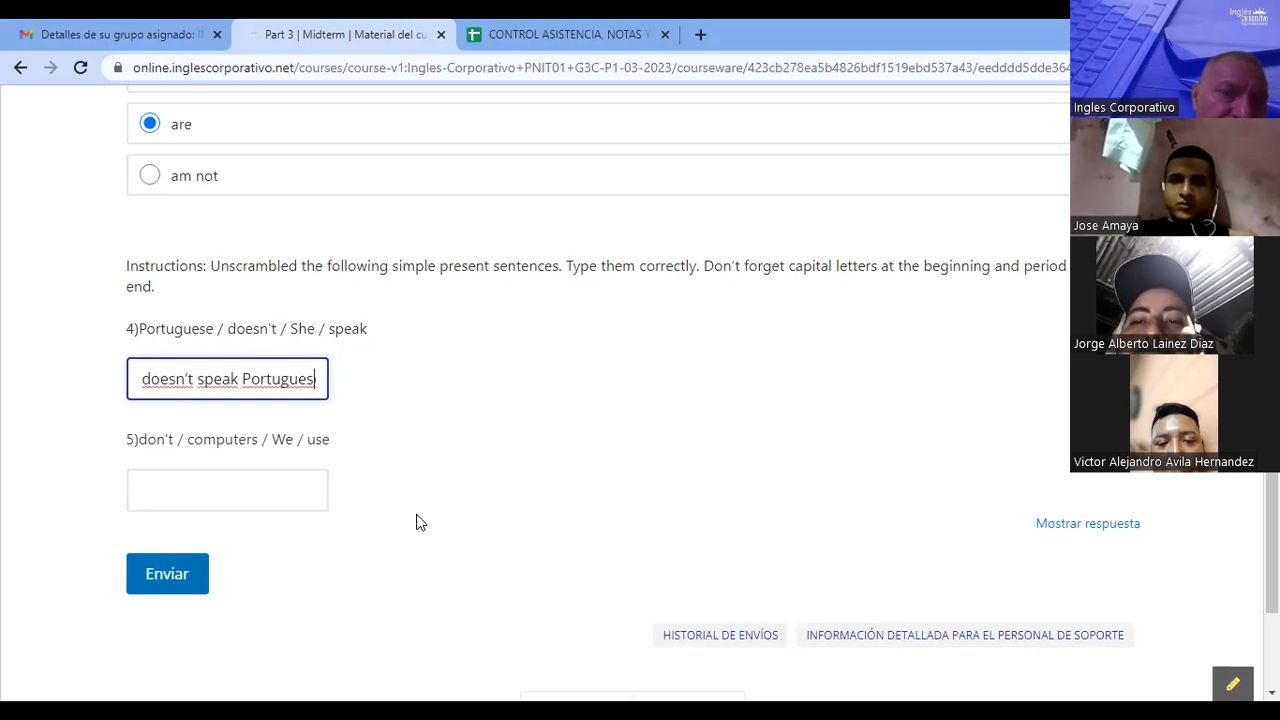 Detalles de su grupo asignado: I
Part 3 | Midterm | Material del cu
CONTROL ASISTENCIA, NOTAS Y
online.inglescorporativo.net/courses/course-v1:Ingles-Corporativo+PNIT01+G3C-P1-03-2023/courseware/423cb278ea5b4826bdf1519ebd537a43/eedddd5dde364
Ingles
CORPORATIVO
Ingles Corporativo
are
am not
Jose Amaya
Instructions: Unscrambled the following simple present sentences. Type them correctly. Don't forget capital letters at the beginning and period
end.
4)Portuguese / doesn't / She / speak
Jorge Alberto Lainez Diaz
doesn't speak Portugues
5)don't / computers / We / use
Victor Alejandro Avila Hernandez
Mostrar respuesta
Enviar
HISTORIAL DE ENVÍOS
INFORMACIÓN DETALLADA PARA EL PERSONAL DE SOPORTE